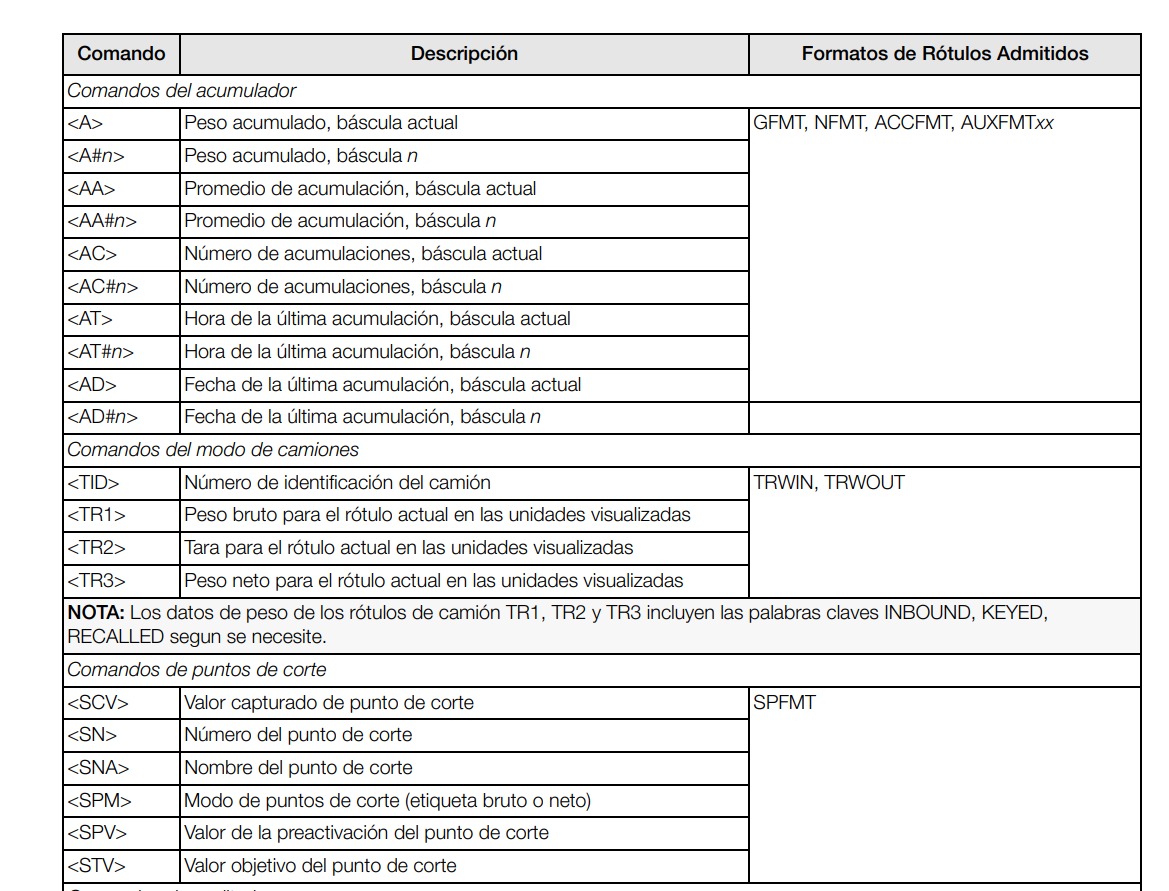 Comando Descripción Formatos de Rótulos Admitidos
Comandos del acumulador
<A> Peso acumulado, báscula actual GFMT, NFMT, ACCFMT, AUXFMTxx
<A#n> Peso acumulado, báscula n
<AA> Promedio de acumulación, báscula actual
<AA#n> Promedio de acumulación, báscula n
<AC> Número de acumulaciones, báscula actual
<AC#n> Número de acumulaciones, báscula n
<AT> Hora de la última acumulación, báscula actual
<AT#n> Hora de la última acumulación, báscula n
<AD> Fecha de la última acumulación, báscula actual
<AD#n> Fecha de la última acumulación, báscula n
Comandos del modo de camiones
<TID> Número de identificación del camión TRWIN, TRWOUT
<TR1> Peso bruto para el rótulo actual en las unidades visualizadas
<TR2> Tara para el rótulo actual en las unidades visualizadas
<TR3> Peso neto para el rótulo actual en las unidades visualizadas
NOTA: Los datos de peso de los rótulos de camión TR1, TR2 y TR3 incluyen las palabras claves INBOUND, KEYED,
RECALLED segun se necesite.
Comandos de puntos de corte
<SCV> Valor capturado de punto de corte SPFMT
<SN> Número del punto de corte
<SNA> Nombre del punto de corte
<SPM> Modo de puntos de corte (etiqueta bruto o neto)
<SPV> Valor de la preactivación del punto de corte
<STV> Valor objetivo del punto de corte